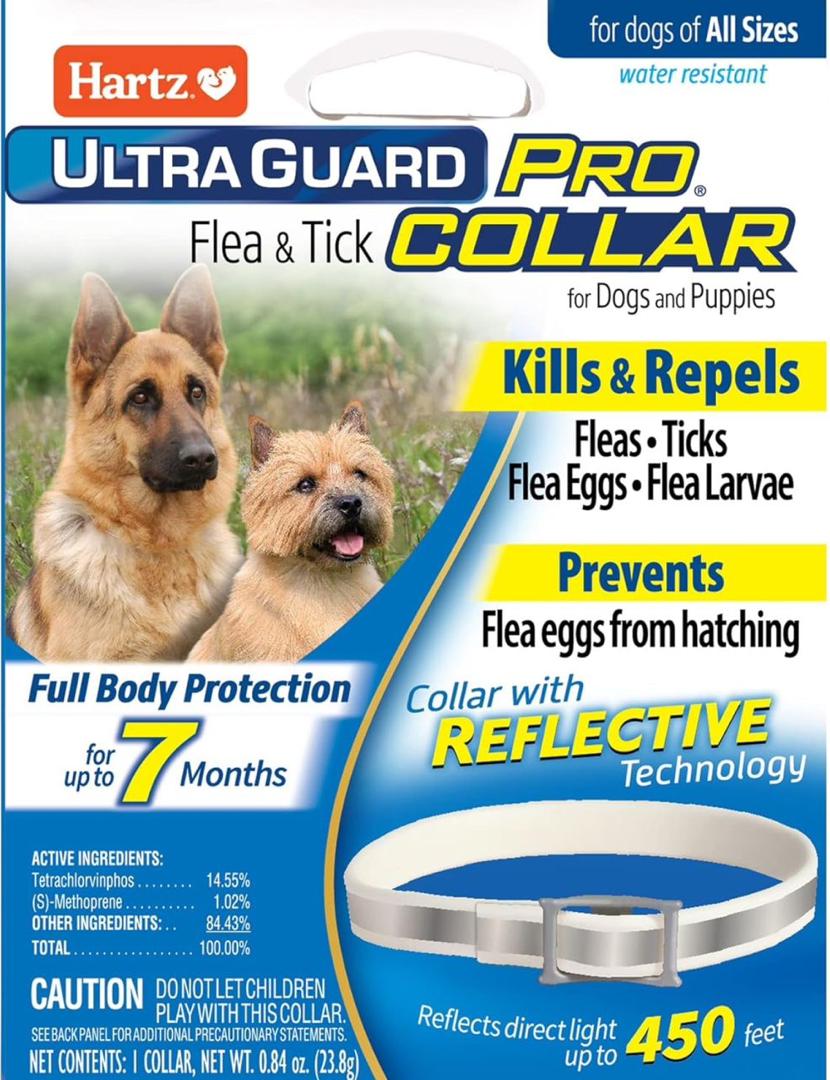 for dogs of All Sizes
water resistant
Hartz
ULTRA GUARD PRO®
Flea & Tick COLLAR
for Dogs and Puppies
Kills & Repels
Fleas • Ticks
Flea Eggs • Flea Larvae
Prevents
Flea eggs from hatching
Full Body Protection
for up to 7 Months
Collar with
REFLECTIVE
Technology
ACTIVE INGREDIENTS:
Tetrachlorvinphos ........ 14.55%
(S)-Methoprene .......... 1.02%
OTHER INGREDIENTS: .. 84.43%
TOTAL ................. 100.00%
CAUTION DO NOT LET CHILDREN
PLAY WITH THIS COLLAR.
SEE BACK PANEL FOR ADDITIONAL PRECAUTIONARY STATEMENTS.
NET CONTENTS: 1 COLLAR, NET WT. 0.84 oz. (23.8g)
Reflects direct light
up to 450 feet